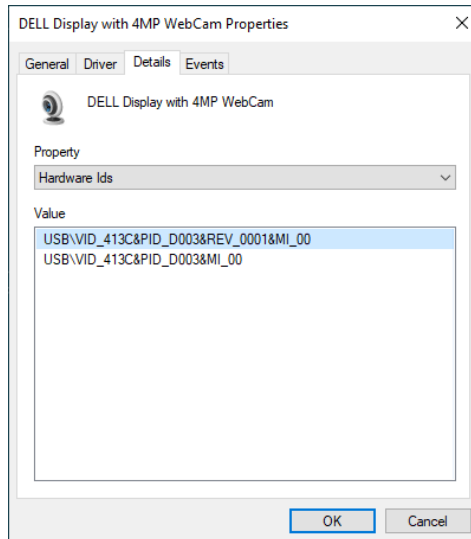 DELL Display with 4MP WebCam Properties
General Driver Details Events
DELL Display with 4MP WebCam
Property
Hardware Ids
Value
USB\VID_413C&PID_D003&REV_0001&MI_00
USB\VID_413C&PID_D003&MI_00
OK Cancel